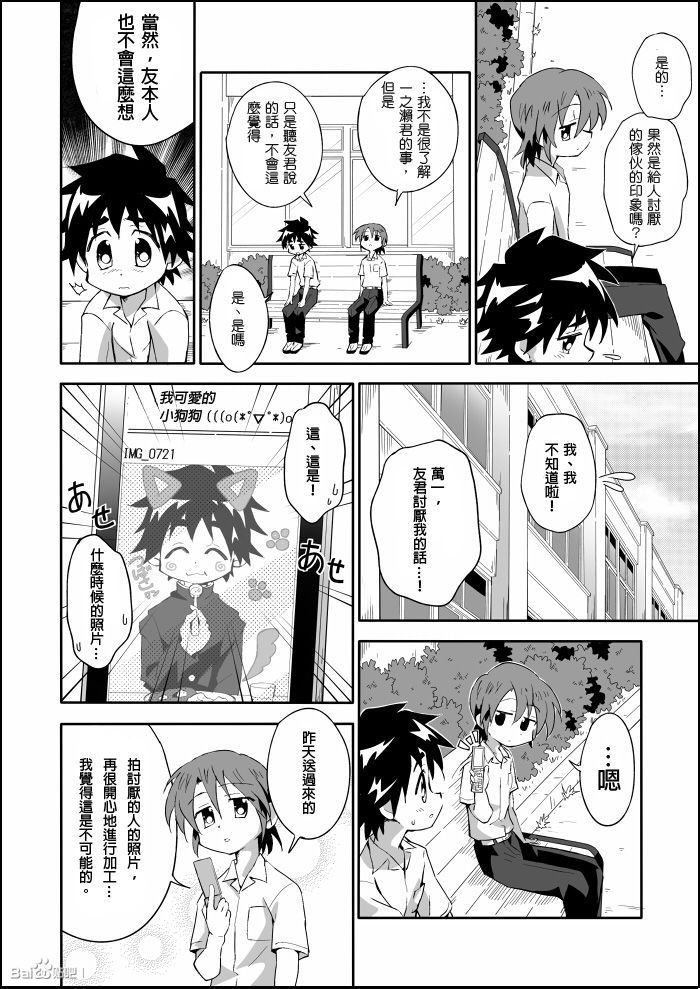 是的…
果然是給人討厭
的傢伙的印象嗎？
…我不是很了解
一之瀨君的事，
但是
只是聽友君說
的話，不會這
麼覺得
是、是嗎
當然，友本人
也不會這麼想
我、我
不知道啦！
萬一，
友君討厭我的話…！
我可愛的
小狗狗 (((o(*ﾟ▽ﾟ*)o
IMG_0721
這、這是！
あせ
あせ
什麼時候的照片…
…嗯
昨天送過來的
拍討厭的人的照片，
再很開心地進行加工…
我覺得這是不可能的。
Bai 贴吧